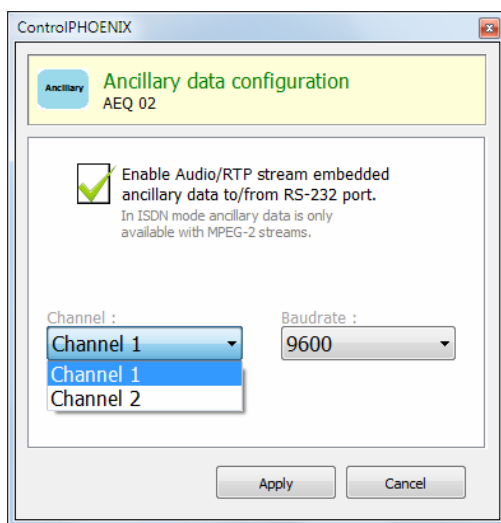 ControlPHOENIX
Ancillary
Ancillary data configuration
AEQ 02
Enable Audio/RTP stream embedded
ancillary data to/from RS-232 port.
In ISDN mode ancillary data is only
available with MPEG-2 streams.
Channel :
Baudrate :
Channel 1
9600
Channel 1
Channel 2
Apply
Cancel